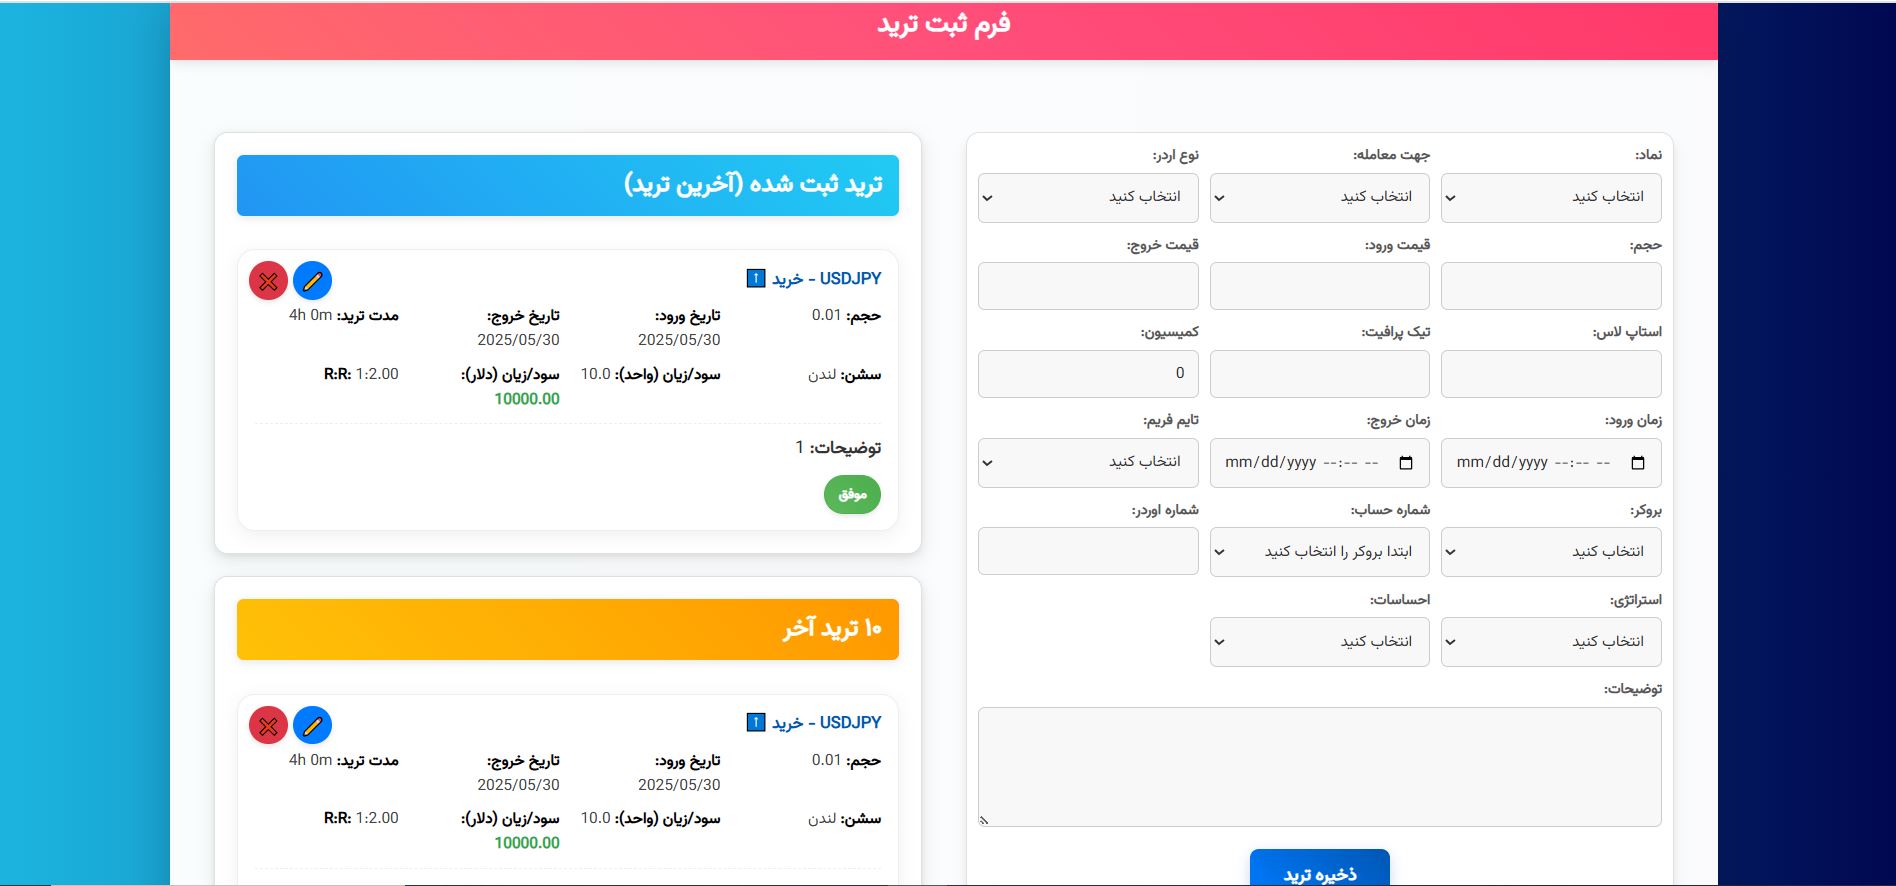 فرم ثبت ترید
نماد:
جهت معامله:
نوع اردر:
انتخاب کنید
انتخاب کنید
انتخاب کنید
حجم:
قیمت ورود:
قیمت خروج:
استاپ لاس:
تیک پرافیت:
کمیسیون:
0
زمان ورود:
زمان خروج:
تایم فریم:
mm/dd/yyyy --:-- --
mm/dd/yyyy --:-- --
انتخاب کنید
بروکر:
شماره حساب:
شماره اوردر:
انتخاب کنید
ابتدا بروکر را انتخاب کنید
استراتژی:
احساسات:
انتخاب کنید
انتخاب کنید
توضیحات:
ذخیره ترید
ترید ثبت شده (آخرین ترید)
USDJPY - خرید ↑
حجم: 0.01
تاریخ ورود:
2025/05/30
تاریخ خروج:
2025/05/30
مدت ترید: 4h 0m
سشن: لندن
سود/زیان (واحد): 10.0
سود/زیان (دلار):
10000.00
R:R: 1:2.00
توضیحات: 1
موفق
۱۰ ترید آخر
USDJPY - خرید ↑
حجم: 0.01
تاریخ ورود:
2025/05/30
تاریخ خروج:
2025/05/30
مدت ترید: 4h 0m
سشن: لندن
سود/زیان (واحد): 10.0
سود/زیان (دلار):
10000.00
R:R: 1:2.00